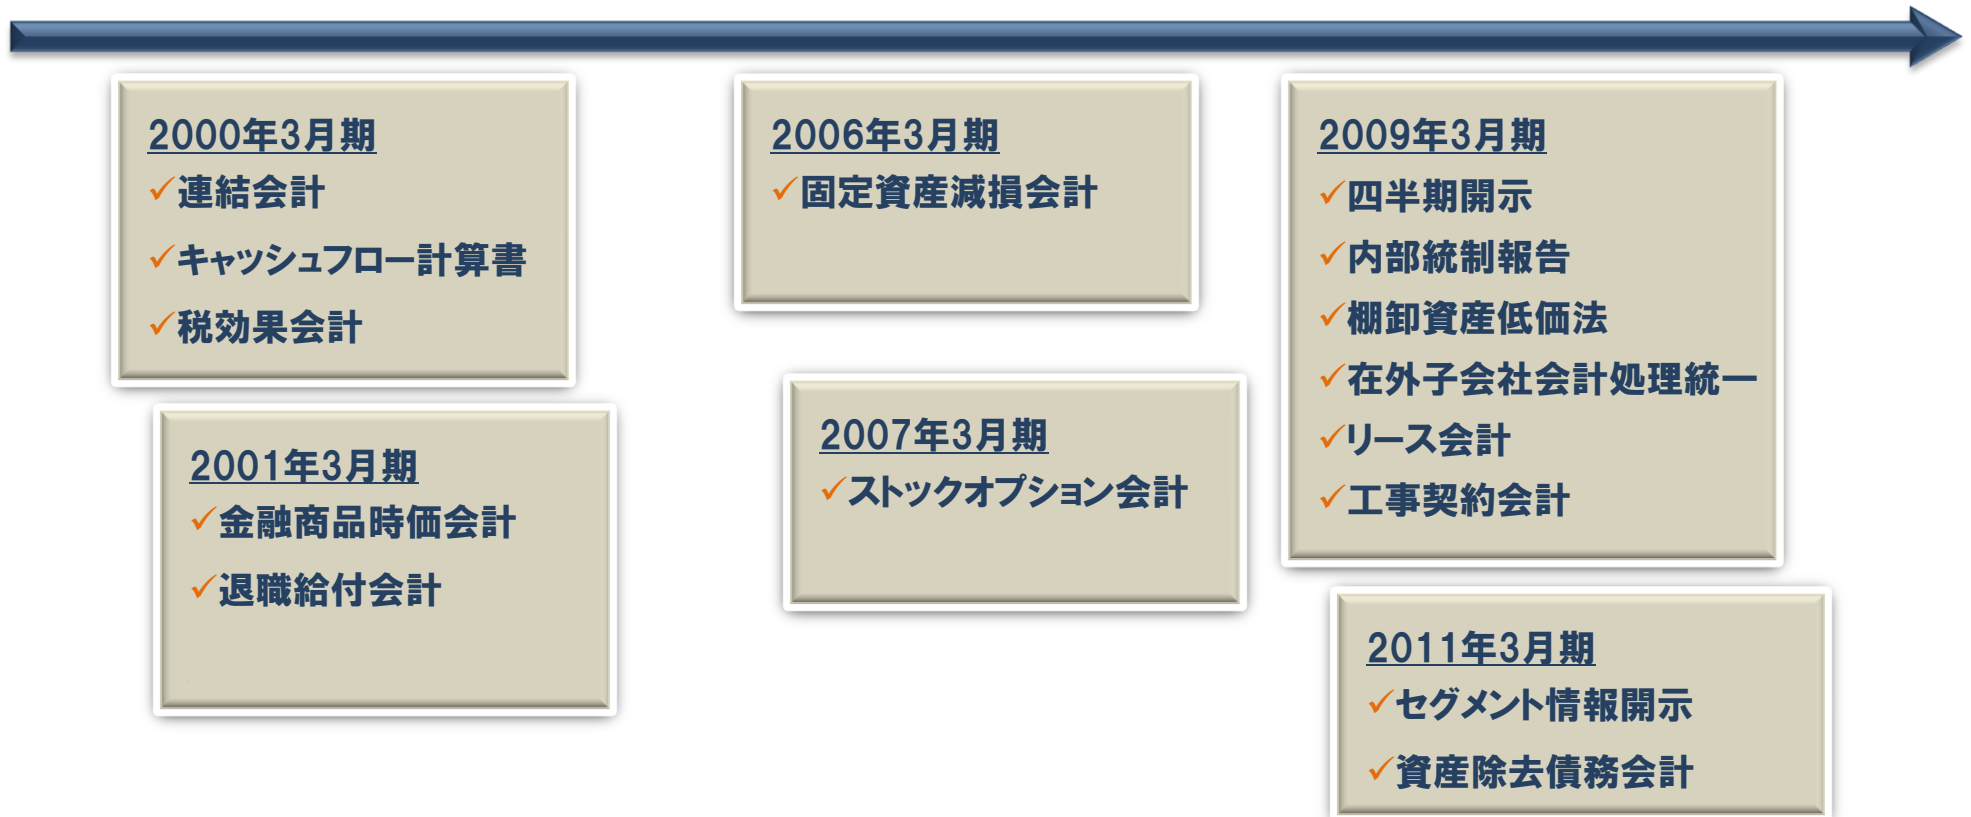 2000年3月期
✓連結会計
✓キャッシュフロー計算書
✓税効果会計
2001年3月期
✓金融商品時価会計
✓退職給付会計
2006年3月期
✓固定資産減損会計
2007年3月期
✓ストックオプション会計
2009年3月期
✓四半期開示
✓内部統制報告
✓棚卸資産低価法
✓在外子会社会計処理統一
✓リース会計
✓工事契約会計
2011年3月期
✓セグメント情報開示
✓資産除去債務会計